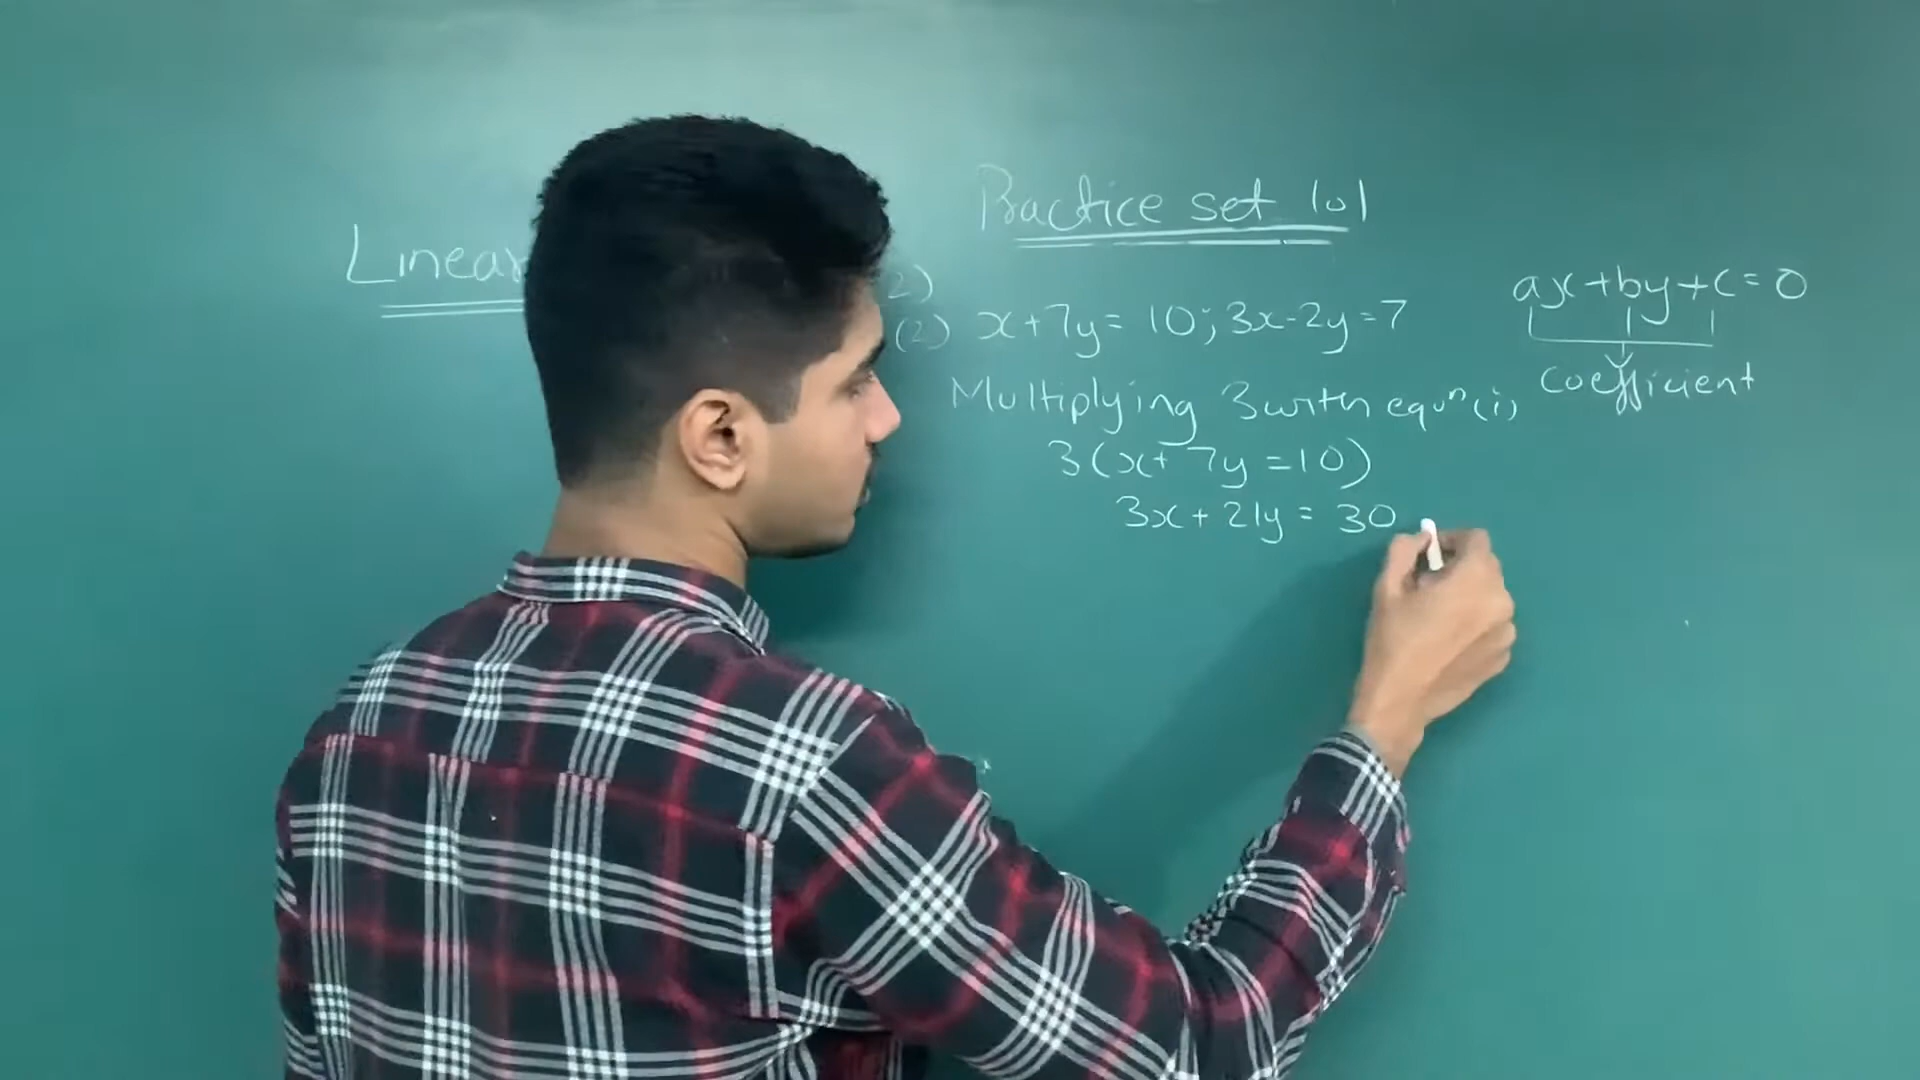 Practice set 1.1
Linear
2)
ax+by+c=0
(2) x+7y=10; 3x-2y=7
coefficient
Multiplying 3 with equⁿ(i)
3(x+7y=10)
3x+21y=30